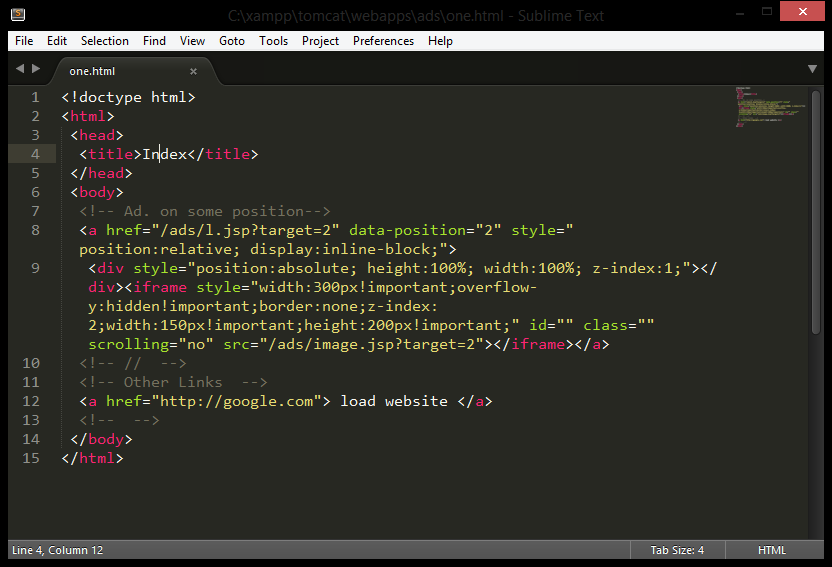 C:\xampp\tomcat\webapps\ads\one.html - Sublime Text
File Edit Selection Find View Goto Tools Project Preferences Help
one.html ×
1 <!doctype html>
2 <html>
3 <head>
4 <title>Index</title>
5 </head>
6 <body>
7 <!-- Ad. on some position-->
8 <a href="/ads/l.jsp?target=2" data-position="2" style="
position:relative; display:inline-block;">
9 <div style="position:absolute; height:100%; width:100%; z-index:1;"></
div><iframe style="width:300px!important;overflow-
y:hidden!important;border:none;z-index:
2;width:150px!important;height:200px!important;" id="" class=""
scrolling="no" src="/ads/image.jsp?target=2"></iframe></a>
10 <!-- //  -->
11 <!-- Other Links  -->
12 <a href="http://google.com"> load website </a>
13 <!--  -->
14 </body>
15 </html>
Line 4, Column 12 Tab Size: 4 HTML